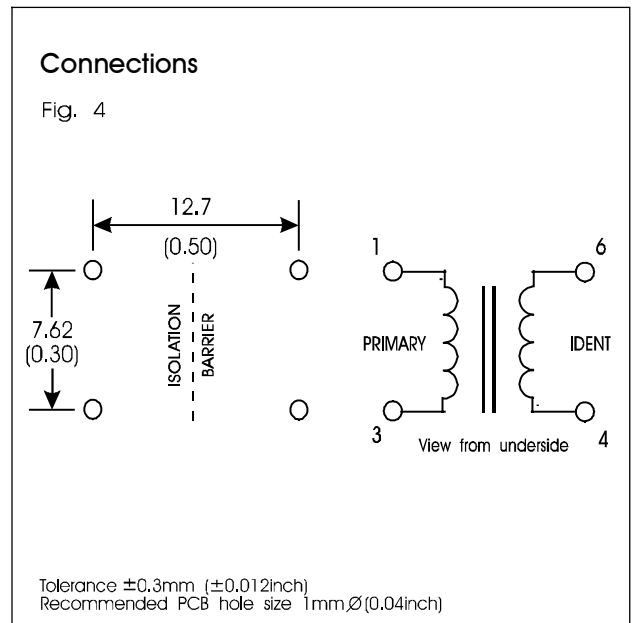 Connections
Fig. 4
12.7
(0.50)
7.62
(0.30)
ISOLATION
BARRIER
1
6
PRIMARY
IDENT
3
4
View from underside
Tolerance ±0.3mm (±0.012inch)
Recommended PCB hole size 1mmØ(0.04inch)